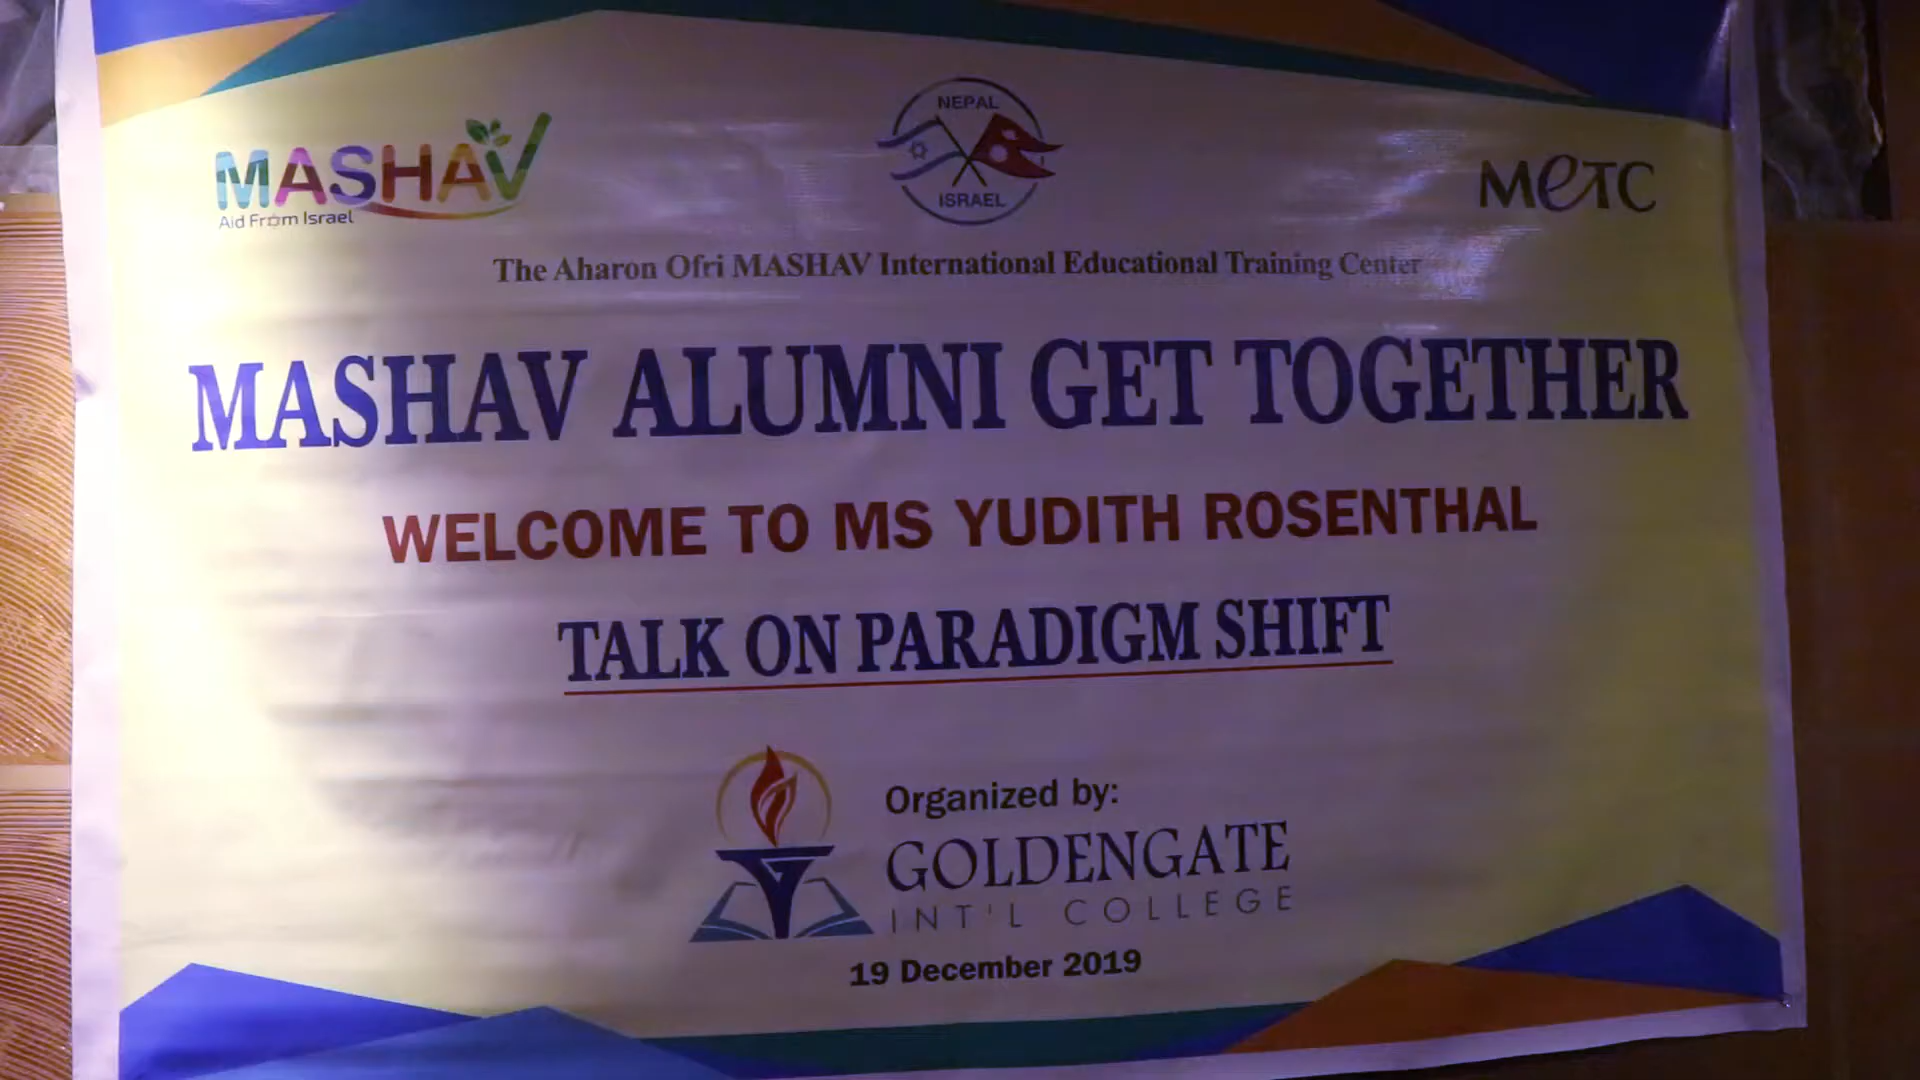 MASHAV
Aid From Israel
NEPAL
ISRAEL
METC
The Aharon Ofri MASHAV International Educational Training Center
MASHAV ALUMNI GET TOGETHER
WELCOME TO MS YUDITH ROSENTHAL
TALK ON PARADIGM SHIFT
Organized by:
GOLDENGATE
INT'L COLLEGE
19 December 2019